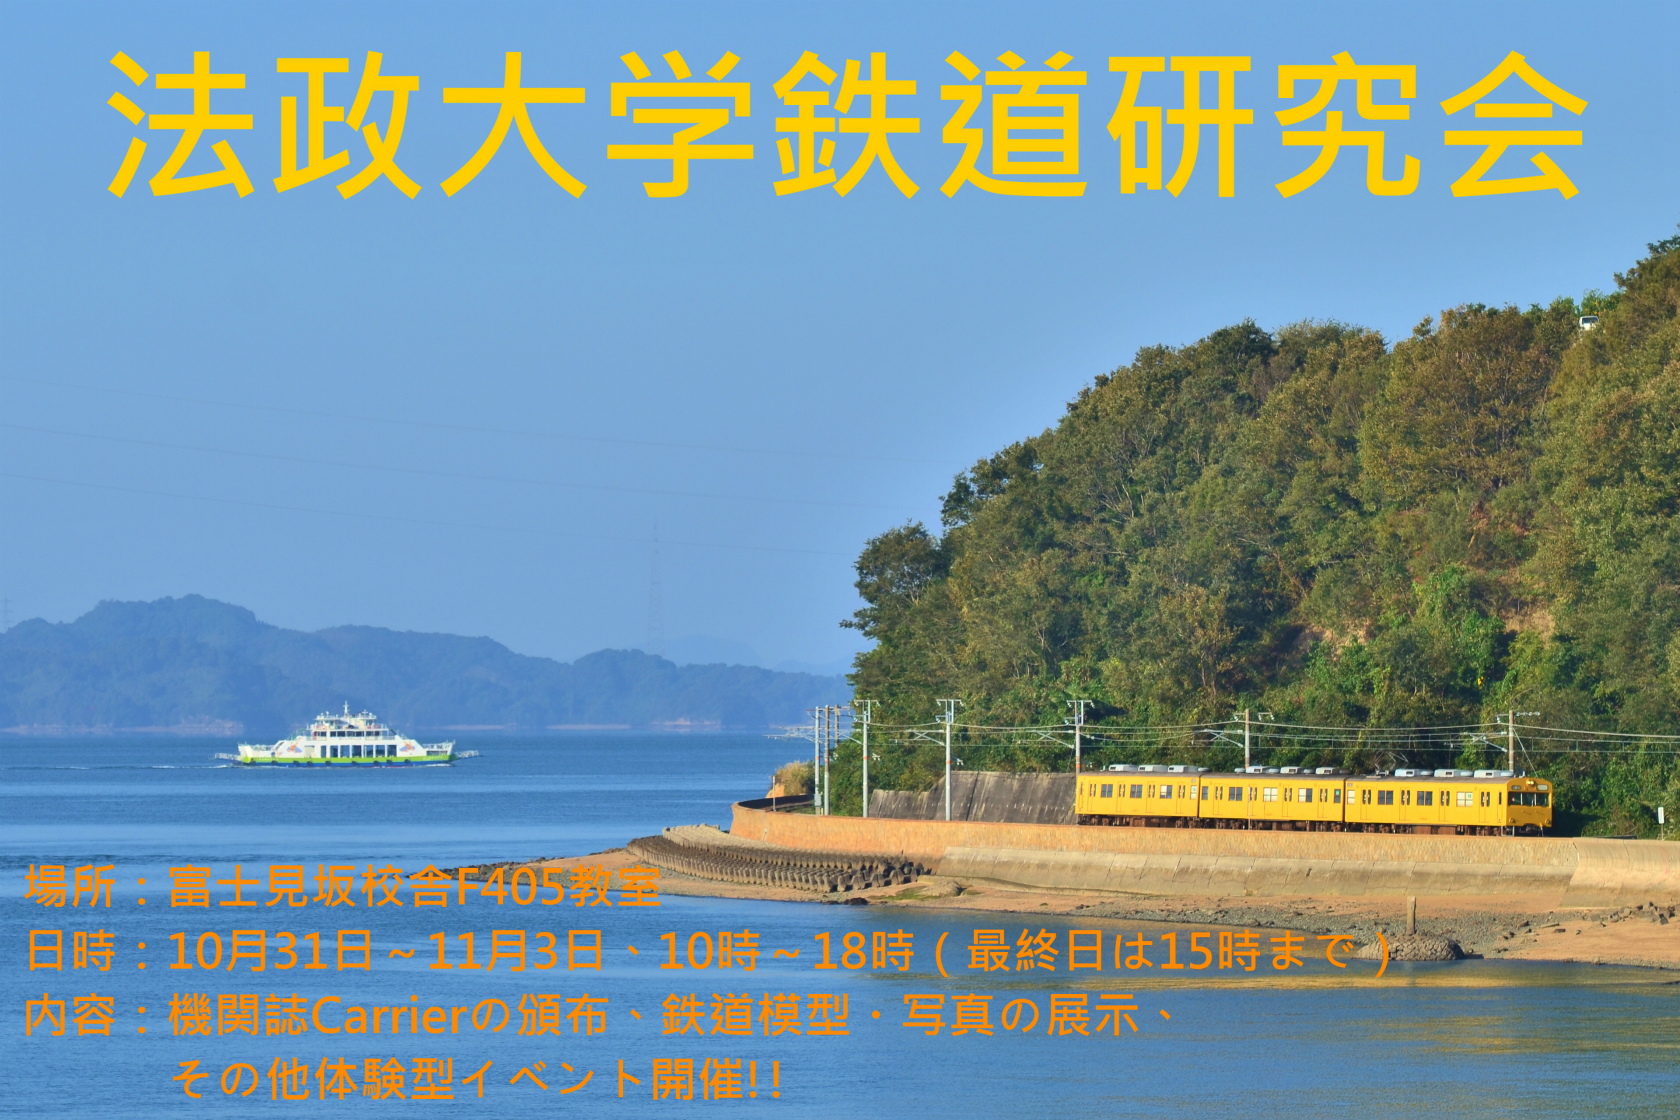 法政大学鉄道研究会
場所：富士見坂校舎F405教室
日時：10月31日～11月3日、10時～18時（最終日は15時まで）
内容：機関誌Carrierの頒布、鉄道模型・写真の展示、
その他体験型イベント開催!!